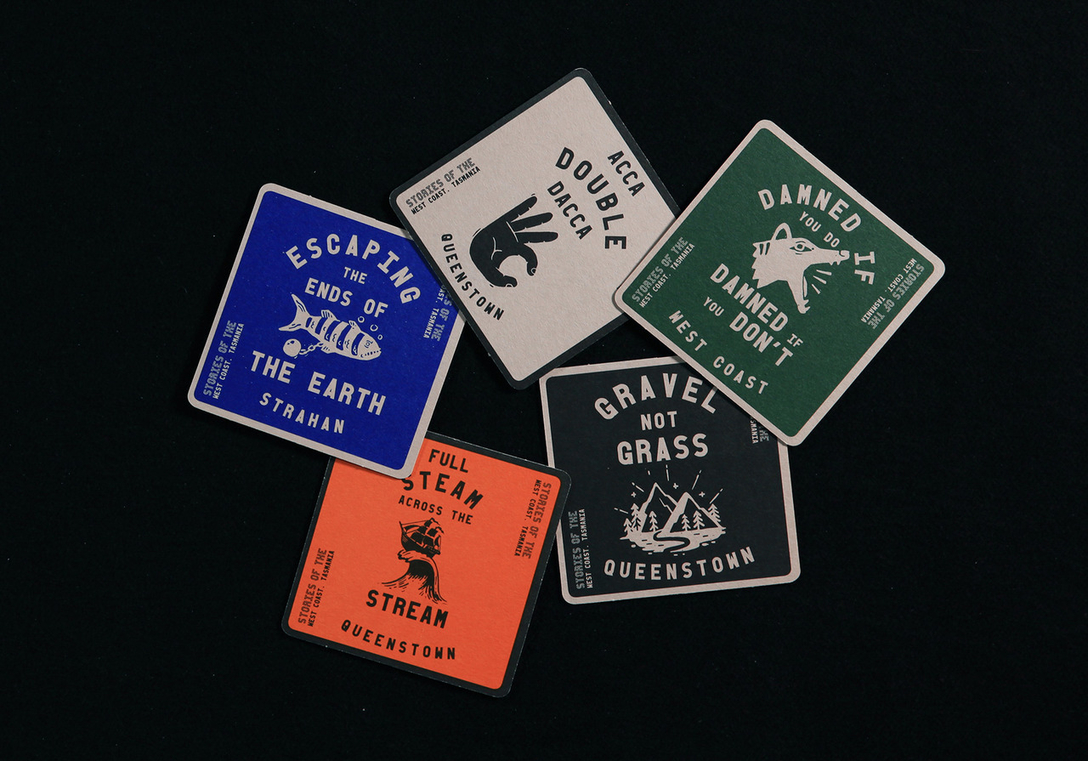 ESCAPING
THE
ENDS OF
THE EARTH
STRAHAN
STORIES OF THE
WEST COAST, TASMANIA
OF THE
TASMANIA
STORIES OF THE
WEST COAST, TASMANIA
ACCA
DOUBLE
DACCA
QUEENSTOWN
DAMNED IF
YOU DO
DAMNED IF
YOU DON'T
WEST COAST
STORIES OF THE
WEST COAST, TASMANIA
STORIES OF THE
WEST COAST, TASMANIA
FULL
STEAM
ACROSS THE
STREAM
QUEENSTOWN
STORIES OF THE
WEST COAST, TASMANIA
STORIES OF THE
WEST COAST, TASMANIA
GRAVEL
NOT
GRASS
QUEENSTOWN
STORIES OF THE
WEST COAST, TASMANIA